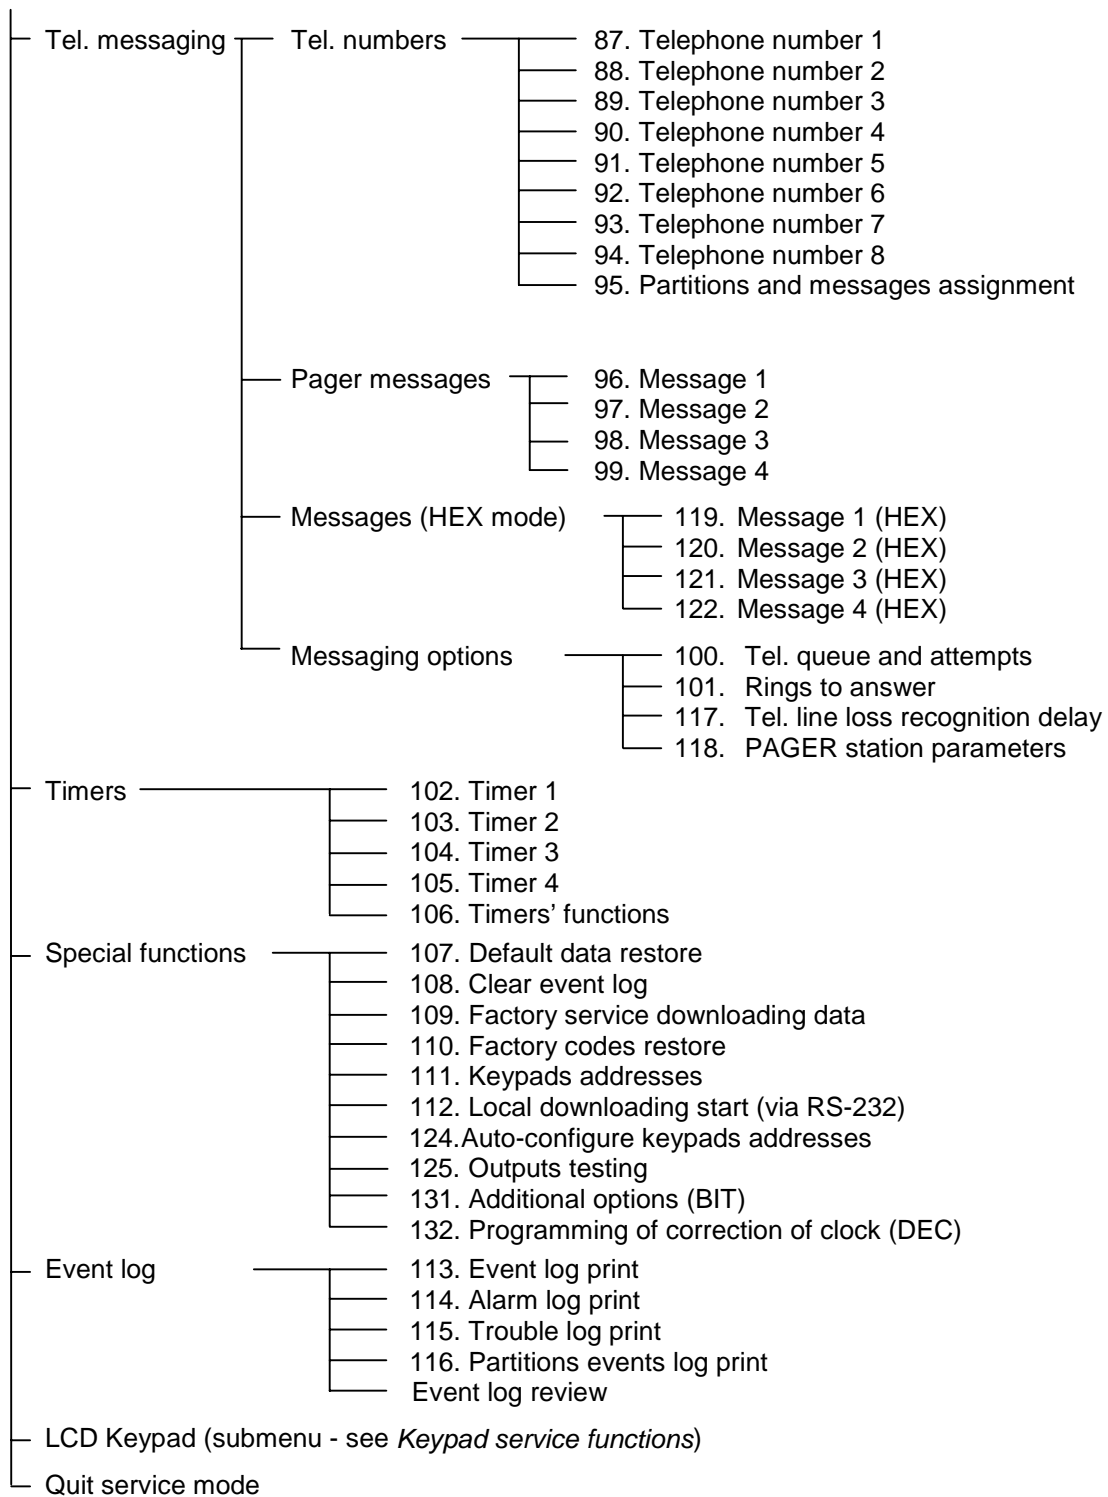 Tel. messaging Tel. numbers 87. Telephone number 1
88. Telephone number 2
89. Telephone number 3
90. Telephone number 4
91. Telephone number 5
92. Telephone number 6
93. Telephone number 7
94. Telephone number 8
95. Partitions and messages assignment
Pager messages 96. Message 1
97. Message 2
98. Message 3
99. Message 4
Messages (HEX mode) 119. Message 1 (HEX)
120. Message 2 (HEX)
121. Message 3 (HEX)
122. Message 4 (HEX)
Messaging options 100. Tel. queue and attempts
101. Rings to answer
117. Tel. line loss recognition delay
118. PAGER station parameters
Timers 102. Timer 1
103. Timer 2
104. Timer 3
105. Timer 4
106. Timers’ functions
Special functions 107. Default data restore
108. Clear event log
109. Factory service downloading data
110. Factory codes restore
111. Keypads addresses
112. Local downloading start (via RS-232)
124.Auto-configure keypads addresses
125. Outputs testing
131. Additional options (BIT)
132. Programming of correction of clock (DEC)
Event log 113. Event log print
114. Alarm log print
115. Trouble log print
116. Partitions events log print
Event log review
LCD Keypad (submenu - see Keypad service functions)
Quit service mode